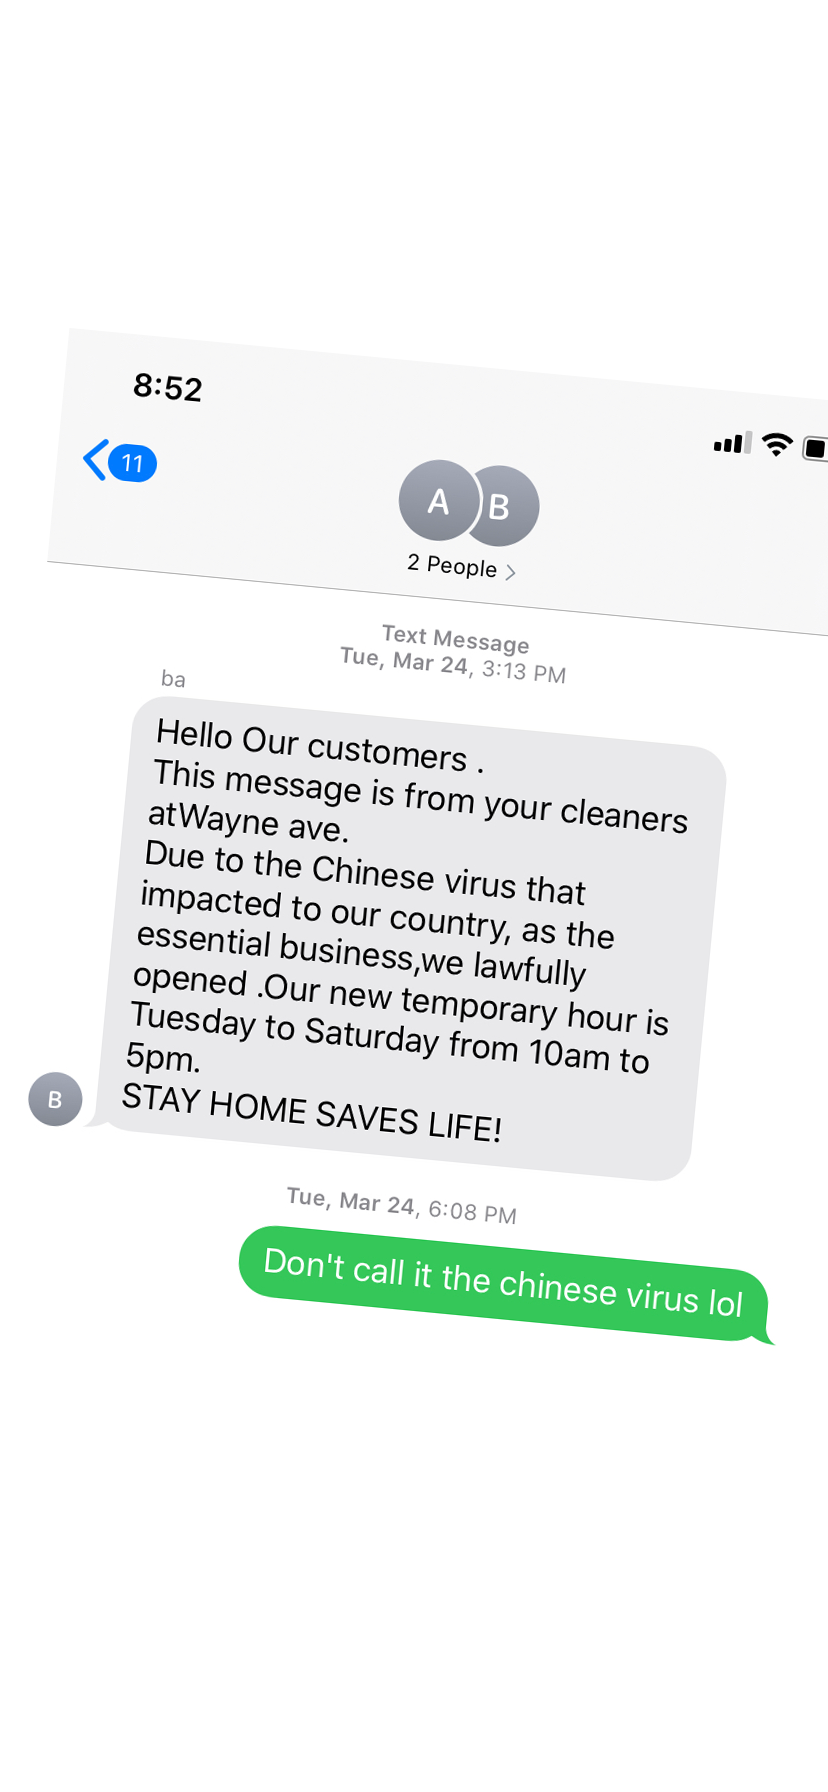 8:52
11
A B
2 People
Text Message
Tue, Mar 24, 3:13 PM
ba
Hello Our customers .
This message is from your cleaners
atWayne ave.
Due to the Chinese virus that
impacted to our country, as the
essential business,we lawfully
opened .Our new temporary hour is
Tuesday to Saturday from 10am to
5pm.
STAY HOME SAVES LIFE!
B
Tue, Mar 24, 6:08 PM
Don't call it the chinese virus lol